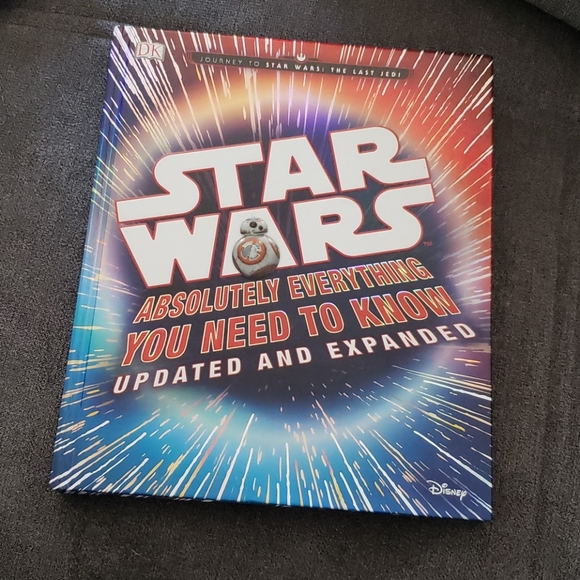 DK
JOURNEY TO STAR WARS: THE LAST JEDI
STAR
WARS
TM
ABSOLUTELY EVERYTHING
YOU NEED TO KNOW
UPDATED AND EXPANDED
Disney